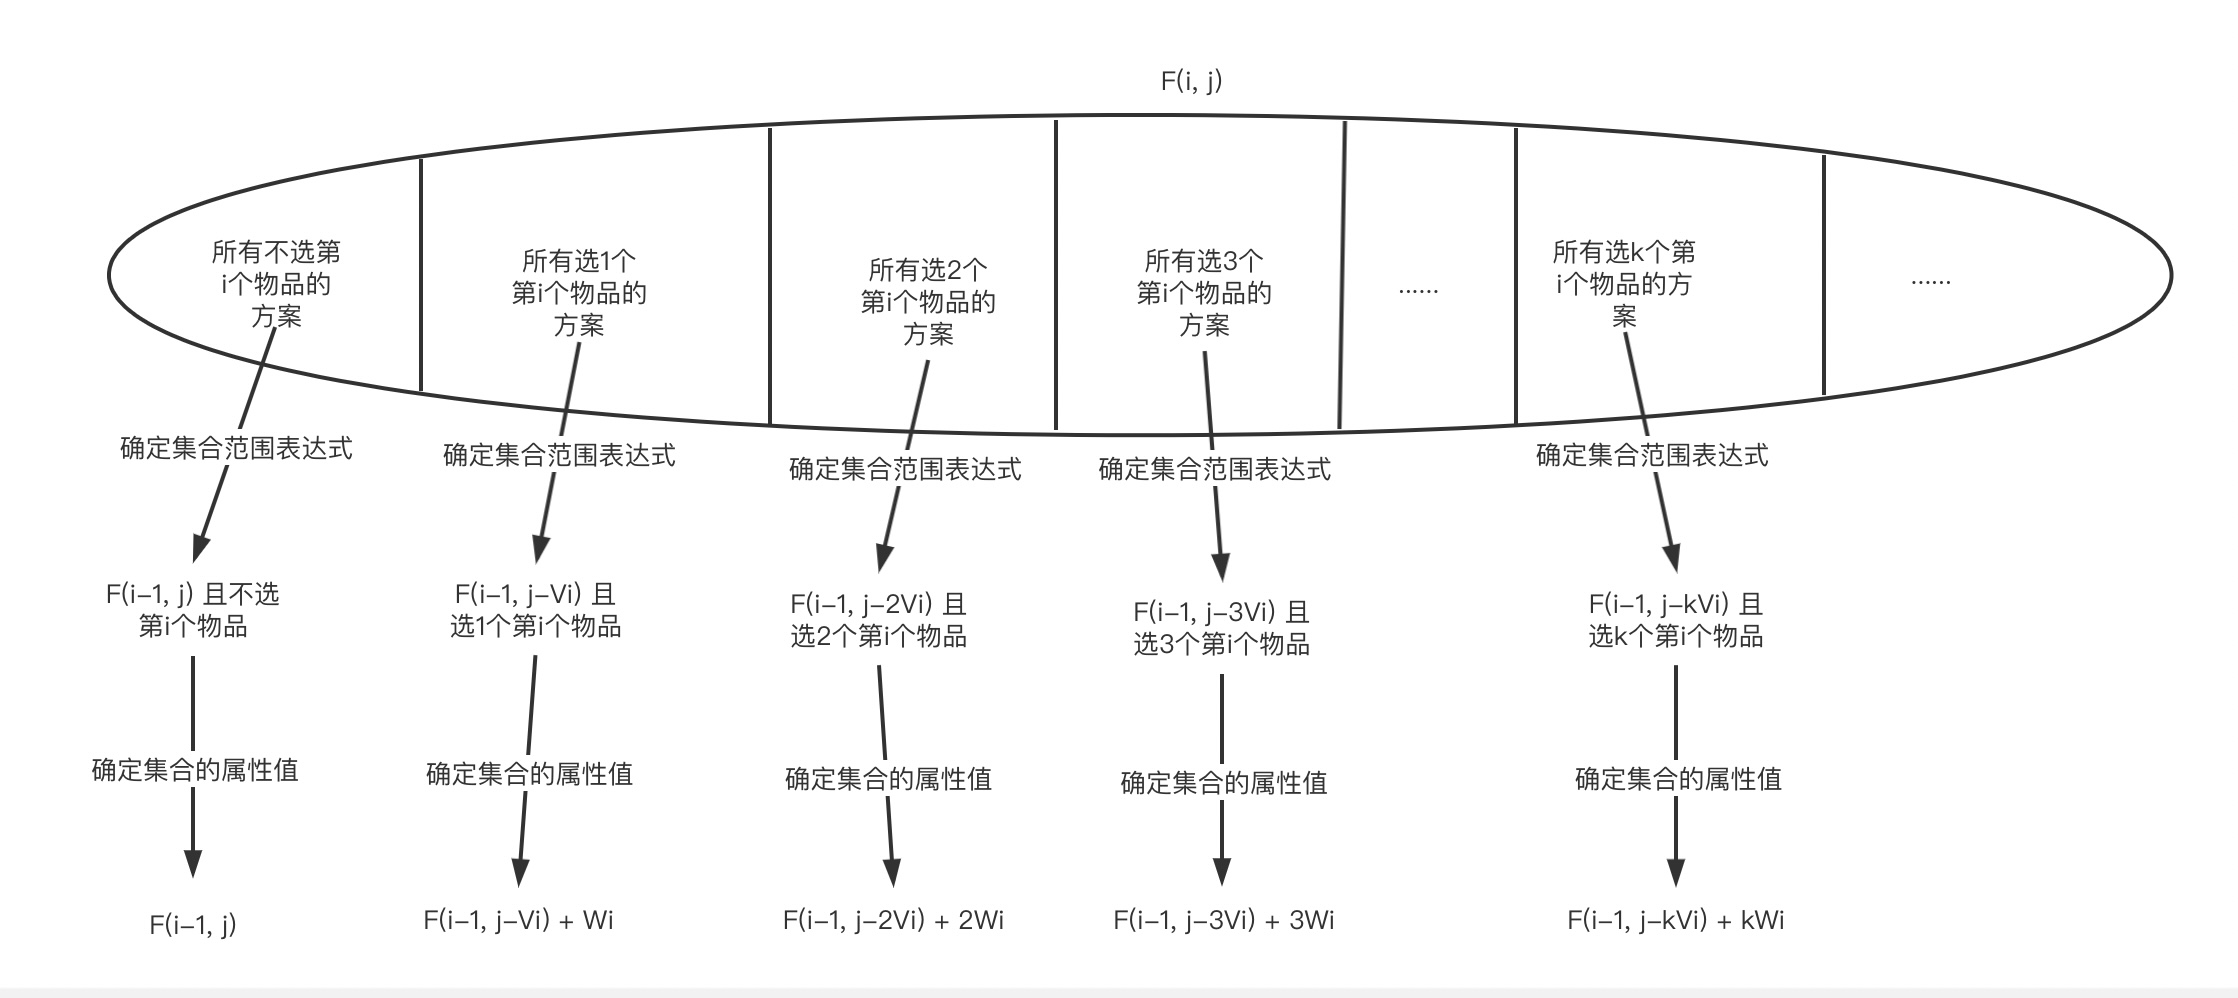 F(i, j)
所有不选第
i个物品的
方案
所有选1个
第i个物品的
方案
所有选2个
第i个物品的
方案
所有选3个
第i个物品的
方案
……
所有选k个第
i个物品的方
案
……
确定集合范围表达式
确定集合范围表达式
确定集合范围表达式
确定集合范围表达式
确定集合范围表达式
F(i-1, j) 且不选
第i个物品
F(i-1, j-Vi) 且
选1个第i个物品
F(i-1, j-2Vi) 且
选2个第i个物品
F(i-1, j-3Vi) 且
选3个第i个物品
F(i-1, j-kVi) 且
选k个第i个物品
确定集合的属性值
确定集合的属性值
确定集合的属性值
确定集合的属性值
确定集合的属性值
F(i-1, j)
F(i-1, j-Vi) + Wi
F(i-1, j-2Vi) + 2Wi
F(i-1, j-3Vi) + 3Wi
F(i-1, j-kVi) + kWi